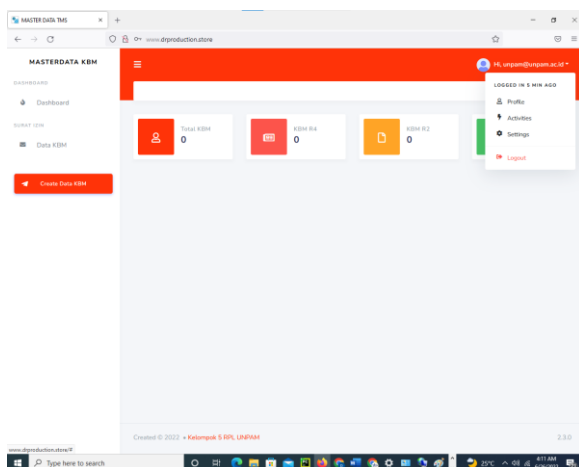 MASTER DATA TMS
www.drproduction.store
MASTERDATA KBM
Hi, unpam@unpam.ac.id
DASHBOARD
Dashboard
SURAT IZIN
Data KBM
Create Data KBM
LOGGED IN 5 MIN AGO
Profile
Activities
Settings
Logout
Total KBM
0
KBM R4
0
KBM R2
0
Created © 2022 • Kelompok 5 RPL UNPAM
2.3.0
www.drproduction.store/#
Type here to search
25°C
4:11 AM